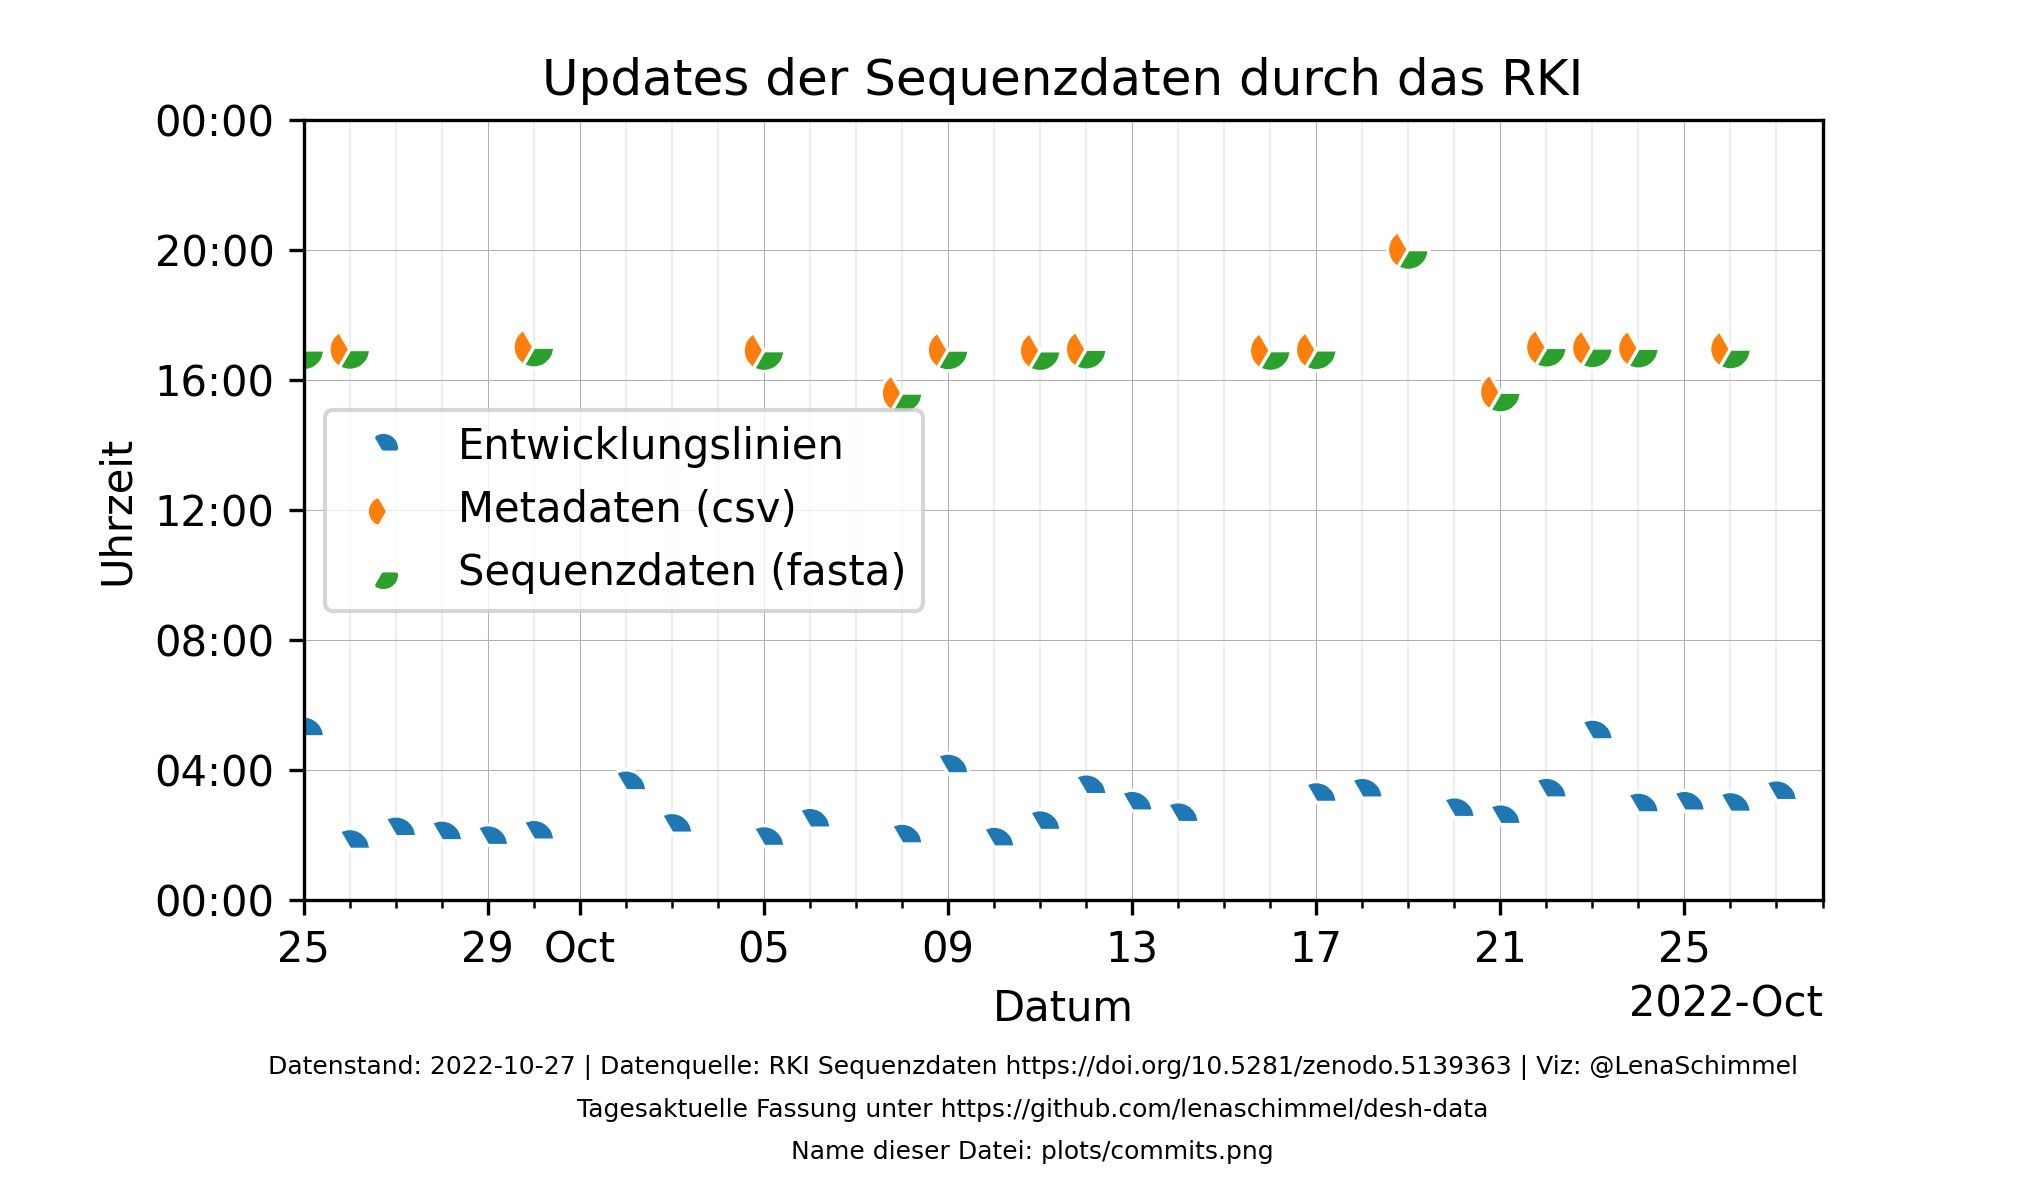 Updates der Sequenzdaten durch das RKI
00:00
20:00
16:00
12:00
08:00
04:00
00:00
Uhrzeit
Entwicklungslinien
Metadaten (csv)
Sequenzdaten (fasta)
25 29 Oct 05 09 13 17 21 25
2022-Oct
Datum
Datenstand: 2022-10-27 | Datenquelle: RKI Sequenzdaten https://doi.org/10.5281/zenodo.5139363 | Viz: @LenaSchimmel
Tagesaktuelle Fassung unter https://github.com/lenaschimmel/desh-data
Name dieser Datei: plots/commits.png